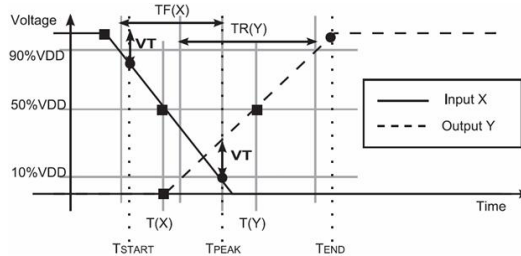 Voltage
TF(X)
TR(Y)
VT
90%VDD
50%VDD
10%VDD
VT
Input X
Output Y
T(X)
T(Y)
Time
TSTART
TPEAK
TEND